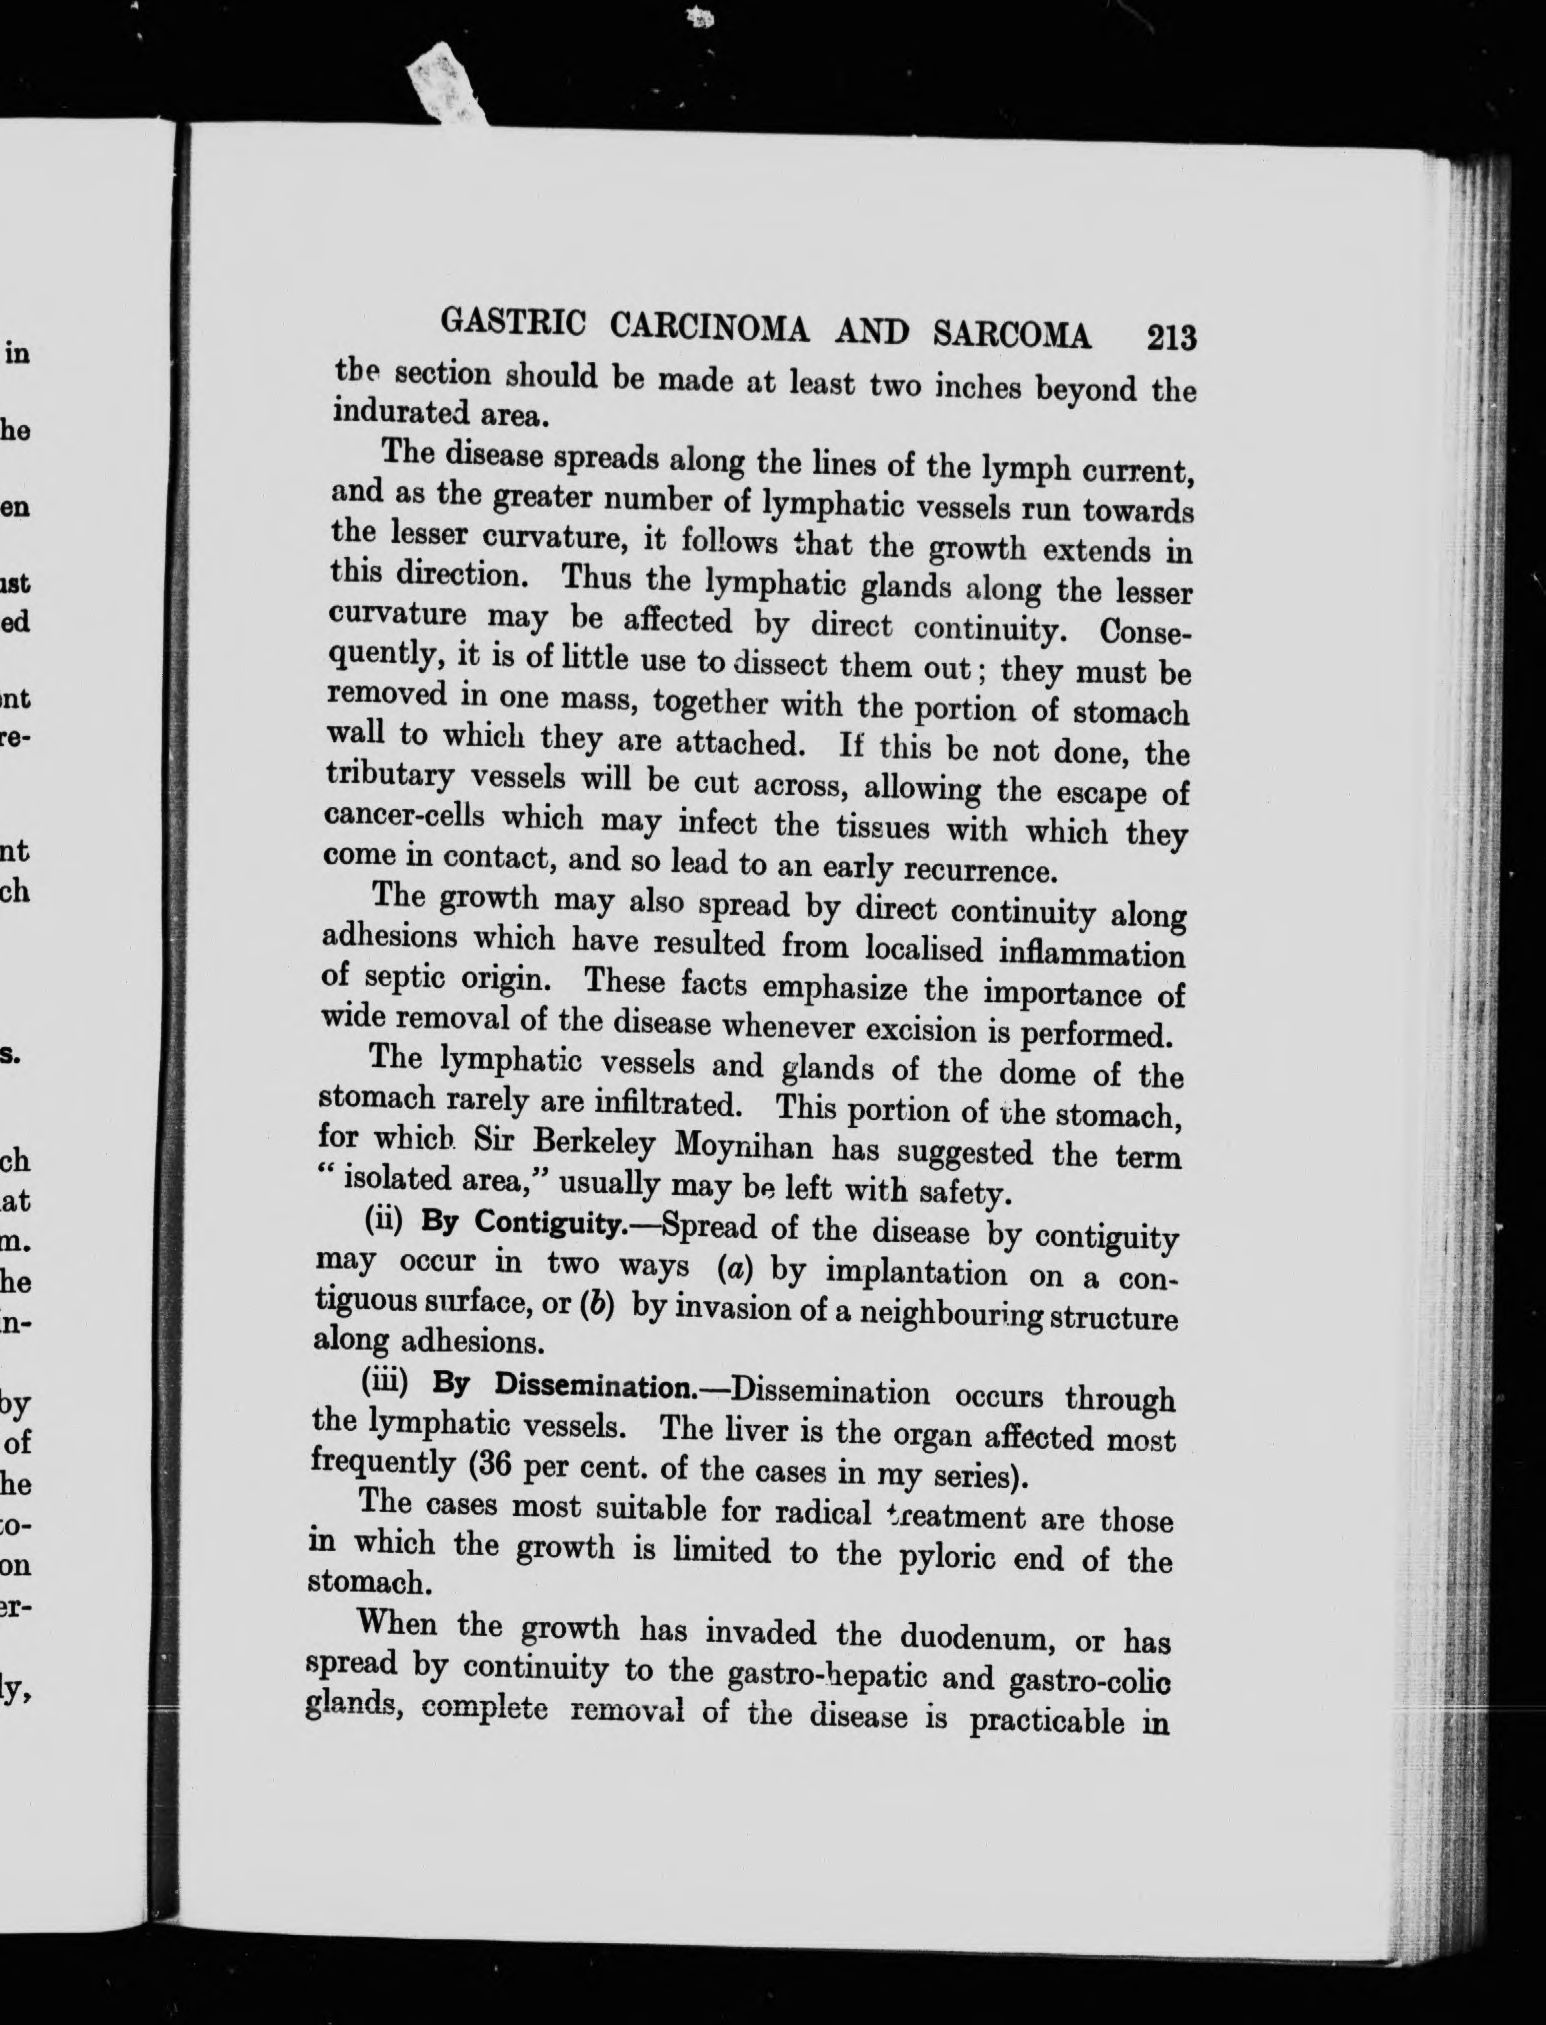 GASTRIC CARCINOMA AND SARCOMA 213
the section should be made at least two inches beyond the
indurated area.
The disease spreads along the lines of the lymph current,
and as the greater number of lymphatic vessels run towards
the lesser curvature, it follows that the growth extends in
this direction. Thus the lymphatic glands along the lesser
curvature may be affected by direct continuity. Conse-
quently, it is of little use to dissect them out; they must be
removed in one mass, together with the portion of stomach
wall to which they are attached. If this be not done, the
tributary vessels will be cut across, allowing the escape of
cancer-cells which may infect the tissues with which they
come in contact, and so lead to an early recurrence.
The growth may also spread by direct continuity along
adhesions which have resulted from localised inflammation
of septic origin. These facts emphasize the importance of
wide removal of the disease whenever excision is performed.
The lymphatic vessels and glands of the dome of the
stomach rarely are infiltrated. This portion of the stomach,
for which Sir Berkeley Moynihan has suggested the term
“ isolated area,” usually may be left with safety.
(ii) By Contiguity.—Spread of the disease by contiguity
may occur in two ways (a) by implantation on a con-
tiguous surface, or (b) by invasion of a neighbouring structure
along adhesions.
(iii) By Dissemination.—Dissemination occurs through
the lymphatic vessels. The liver is the organ affected most
frequently (36 per cent. of the cases in my series).
The cases most suitable for radical treatment are those
in which the growth is limited to the pyloric end of the
stomach.
When the growth has invaded the duodenum, or has
spread by continuity to the gastro-hepatic and gastro-colic
glands, complete removal of the disease is practicable in